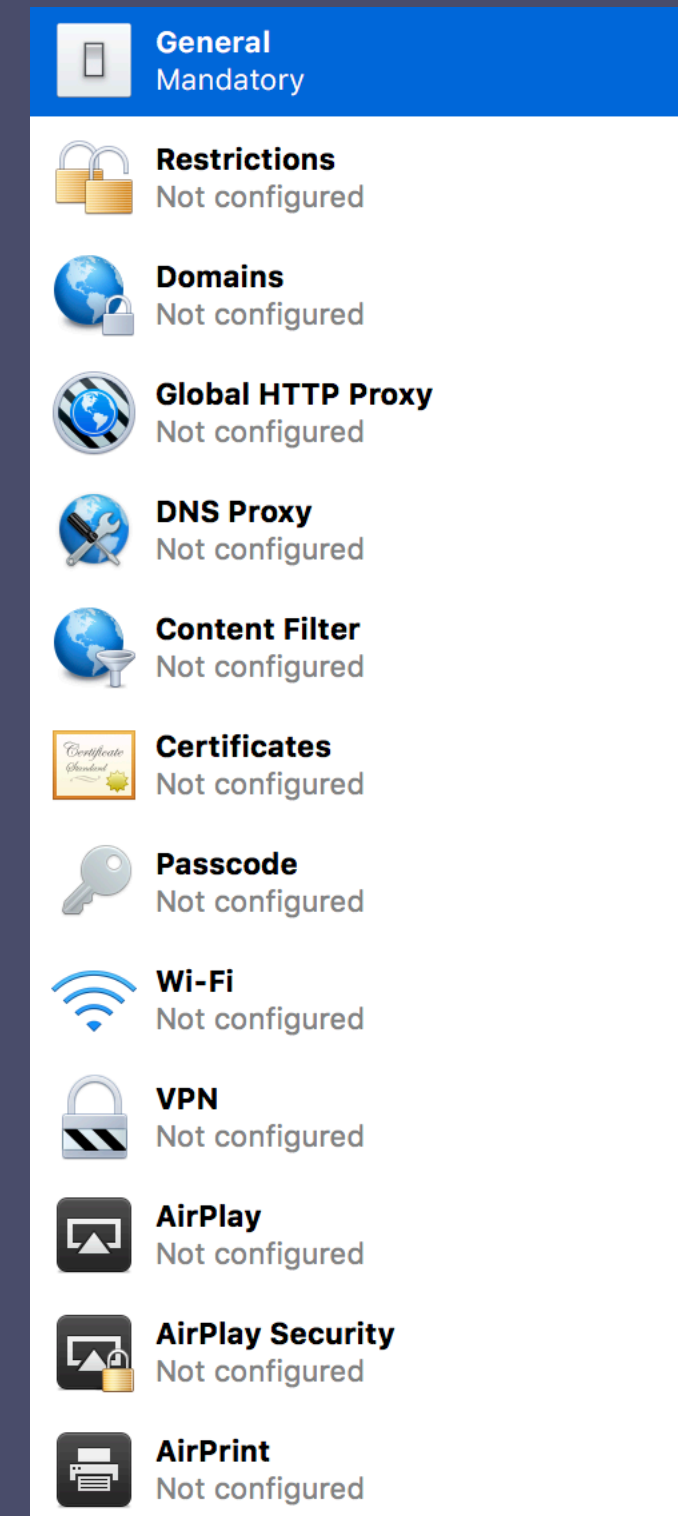 General
Mandatory
Restrictions
Not configured
Domains
Not configured
Global HTTP Proxy
Not configured
DNS Proxy
Not configured
Content Filter
Not configured
Certificate
Standard
Certificates
Not configured
Passcode
Not configured
Wi-Fi
Not configured
VPN
Not configured
AirPlay
Not configured
AirPlay Security
Not configured
AirPrint
Not configured